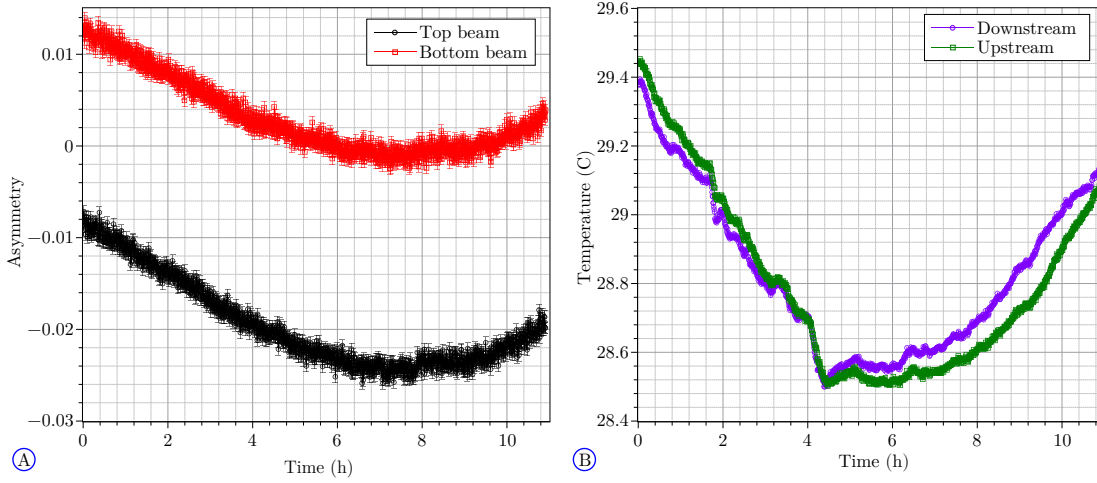 Top beam
Bottom beam
0.01
0
−0.01
−0.02
−0.03
Asymmetry
0 2 4 6 8 10
Time (h)
A
Downstream
Upstream
29.6
29.4
29.2
29
28.8
28.6
28.4
Temperature (C)
0 2 4 6 8 10
Time (h)
B